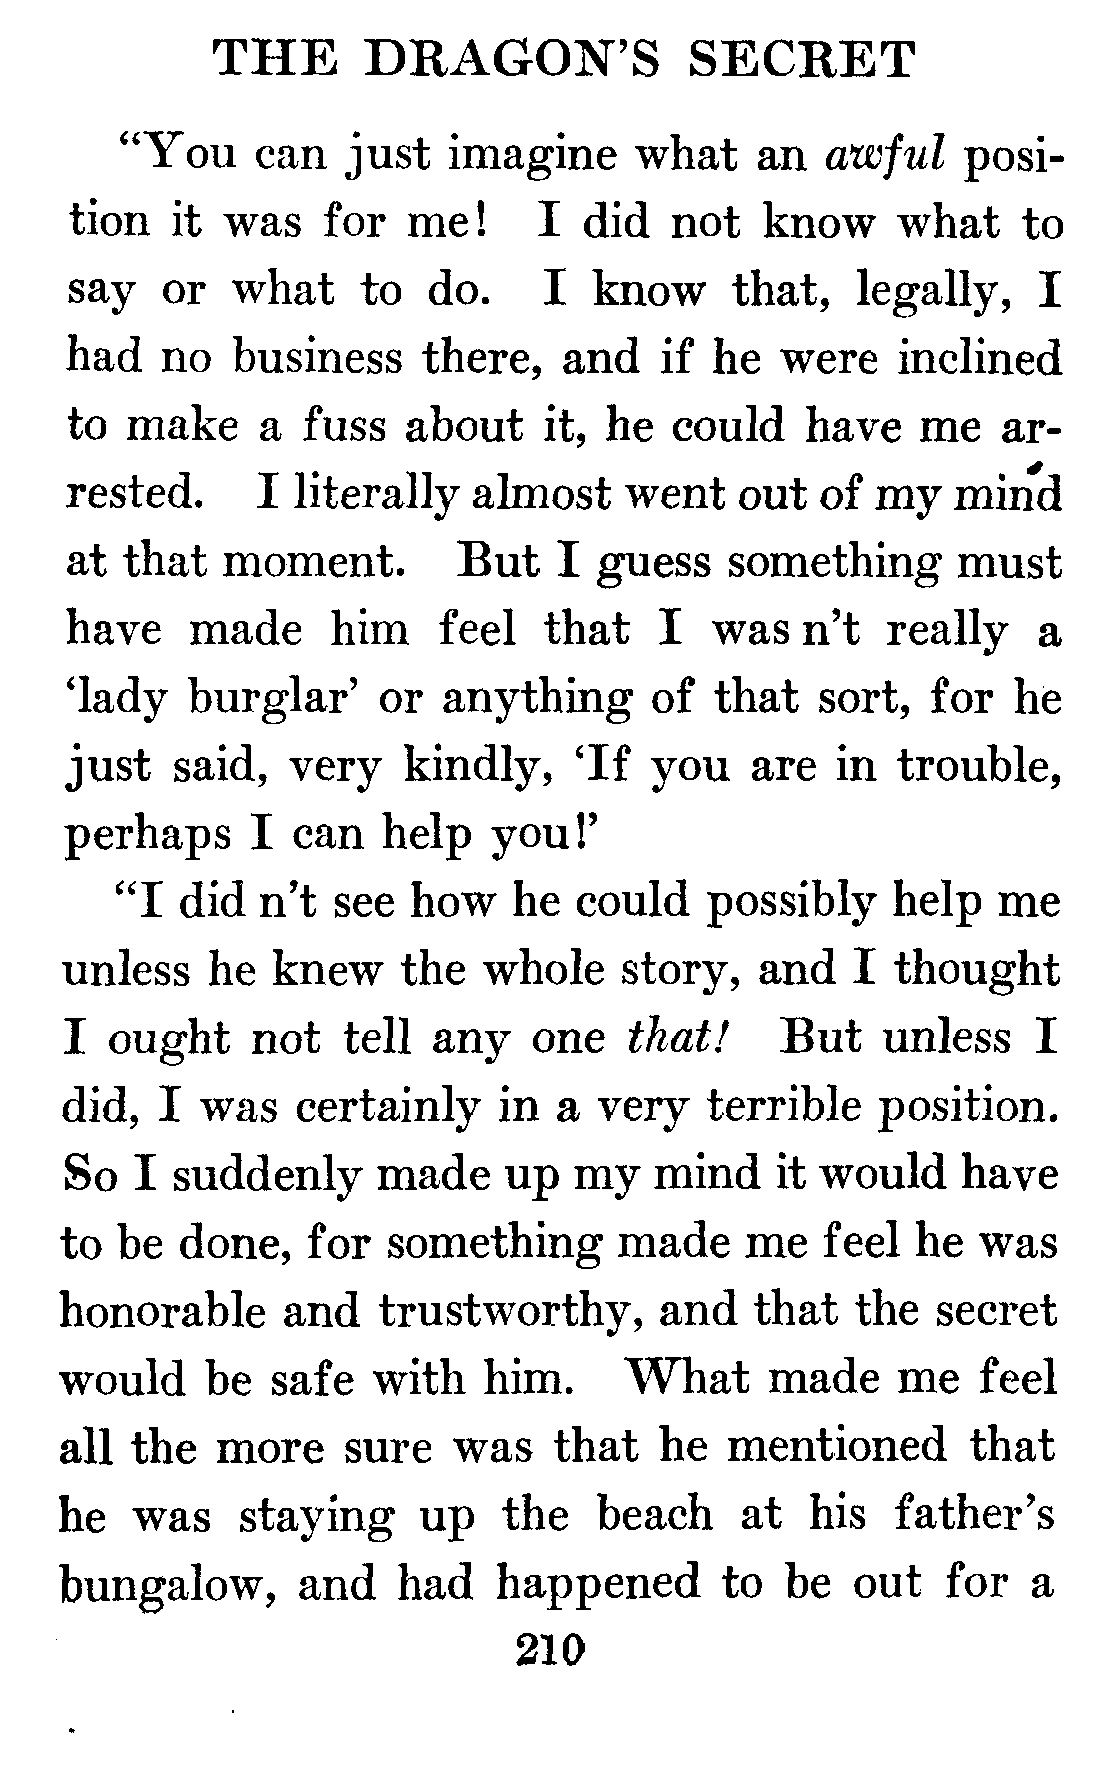 THE DRAGON'S SECRET
“You can just imagine what an awful posi-
tion it was for me! I did not know what to
say or what to do. I know that, legally, I
had no business there, and if he were inclined
to make a fuss about it, he could have me ar-
rested. I literally almost went out of my mind
at that moment. But I guess something must
have made him feel that I was n't really a
‘lady burglar’ or anything of that sort, for he
just said, very kindly, ‘If you are in trouble,
perhaps I can help you!’
“I did n't see how he could possibly help me
unless he knew the whole story, and I thought
I ought not tell any one that! But unless I
did, I was certainly in a very terrible position.
So I suddenly made up my mind it would have
to be done, for something made me feel he was
honorable and trustworthy, and that the secret
would be safe with him. What made me feel
all the more sure was that he mentioned that
he was staying up the beach at his father's
bungalow, and had happened to be out for a
210